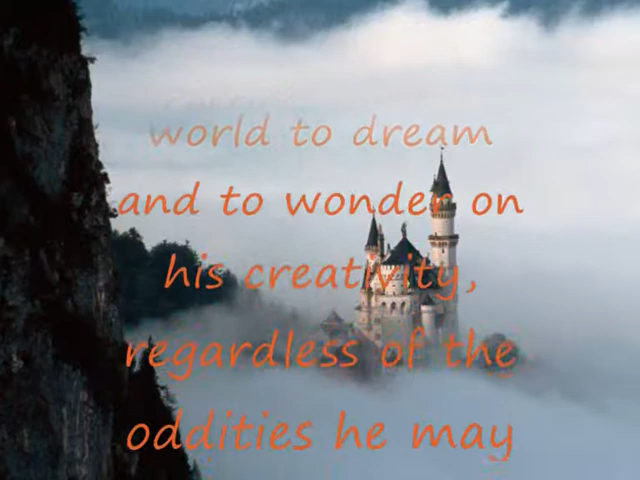 world to dream
and to wonder on
his creativity,
regardless of the
oddities he may